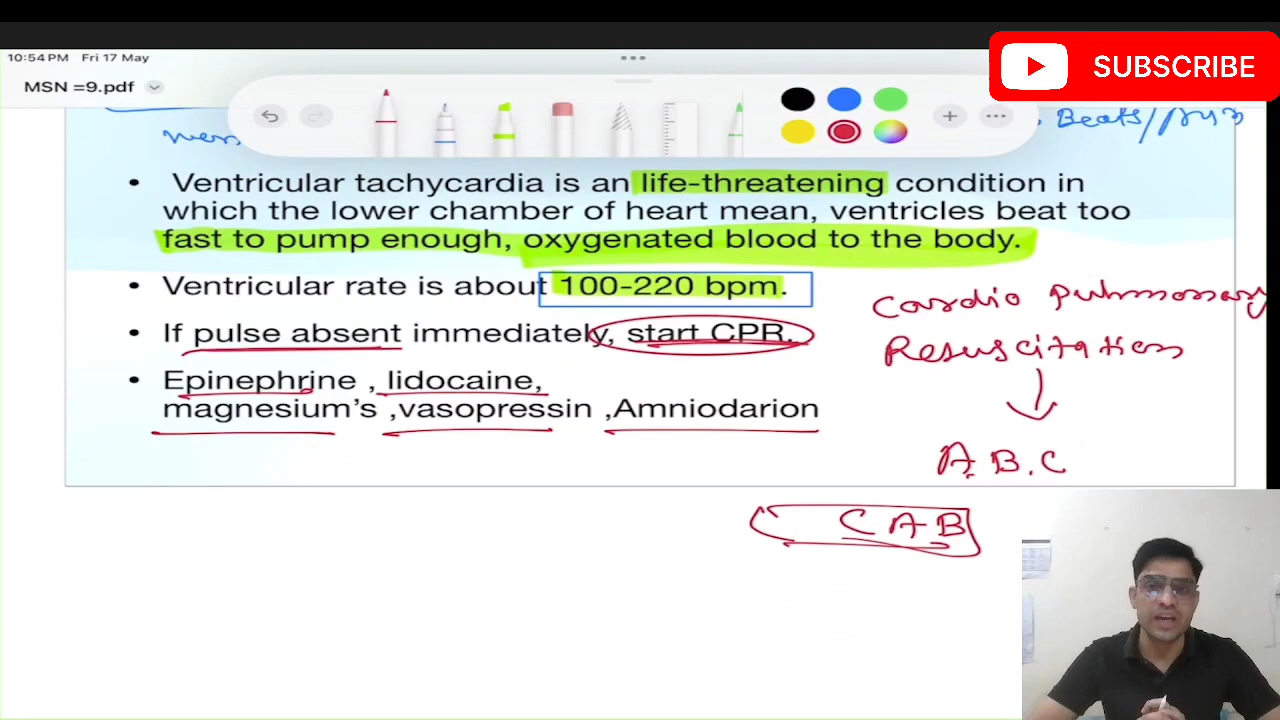 10:54 PM Fri 17 May
SUBSCRIBE
MSN =9.pdf
Beats/
• Ventricular tachycardia is an life-threatening condition in
which the lower chamber of heart mean, ventricles beat too
fast to pump enough, oxygenated blood to the body.
• Ventricular rate is about 100-220 bpm.
Cardio Pulmonary
• If pulse absent immediately, start CPR.
Resuscitation
• Epinephrine , lidocaine,
magnesium's ,vasopressin ,Amniodarion
A B. C
C A B